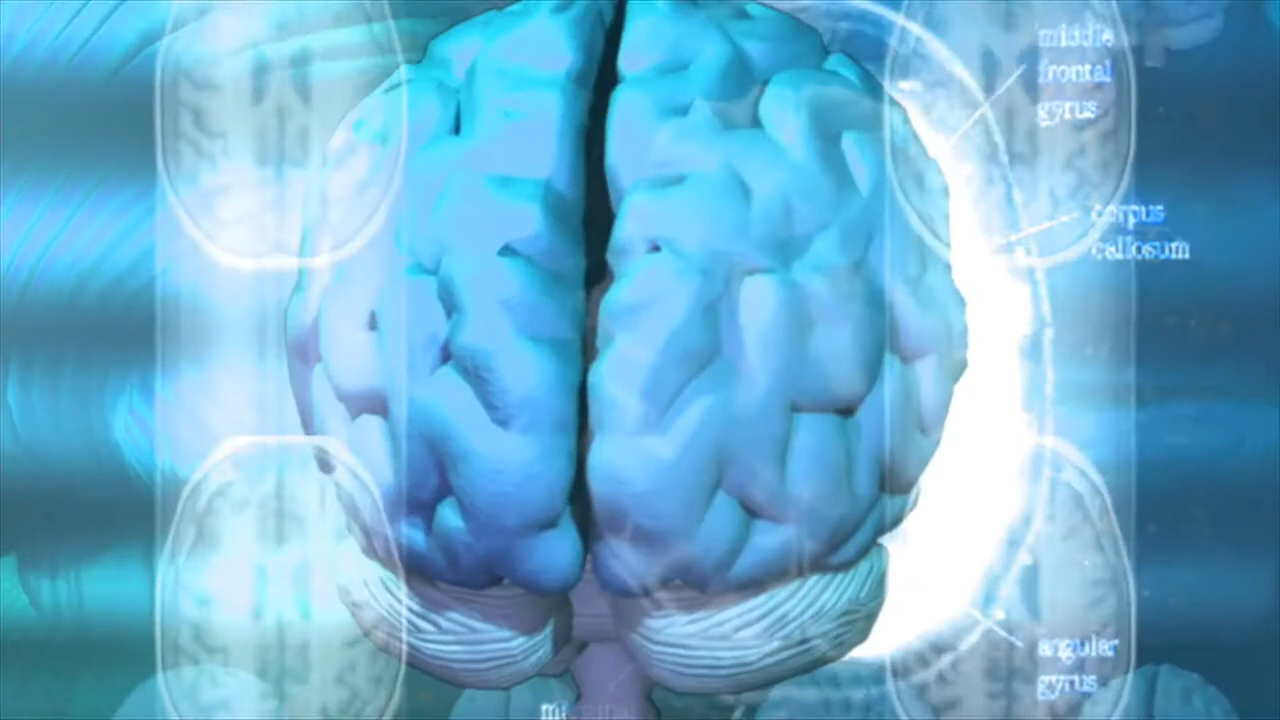 middle
frontal
gyrus
corpus
callosum
angular
gyrus